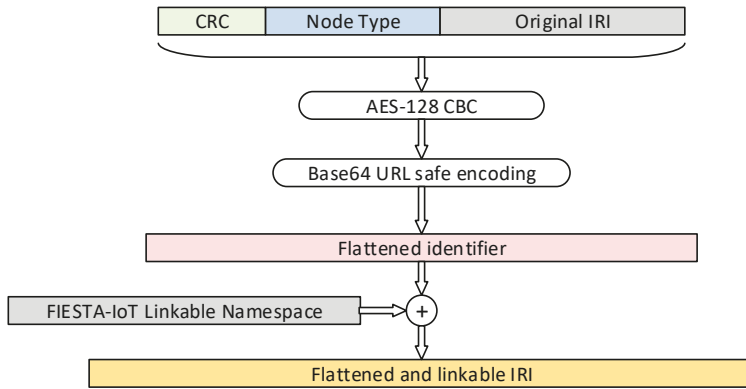 CRC Node Type Original IRI
AES-128 CBC
Base64 URL safe encoding
Flattened identifier
FIESTA-IoT Linkable Namespace +
Flattened and linkable IRI